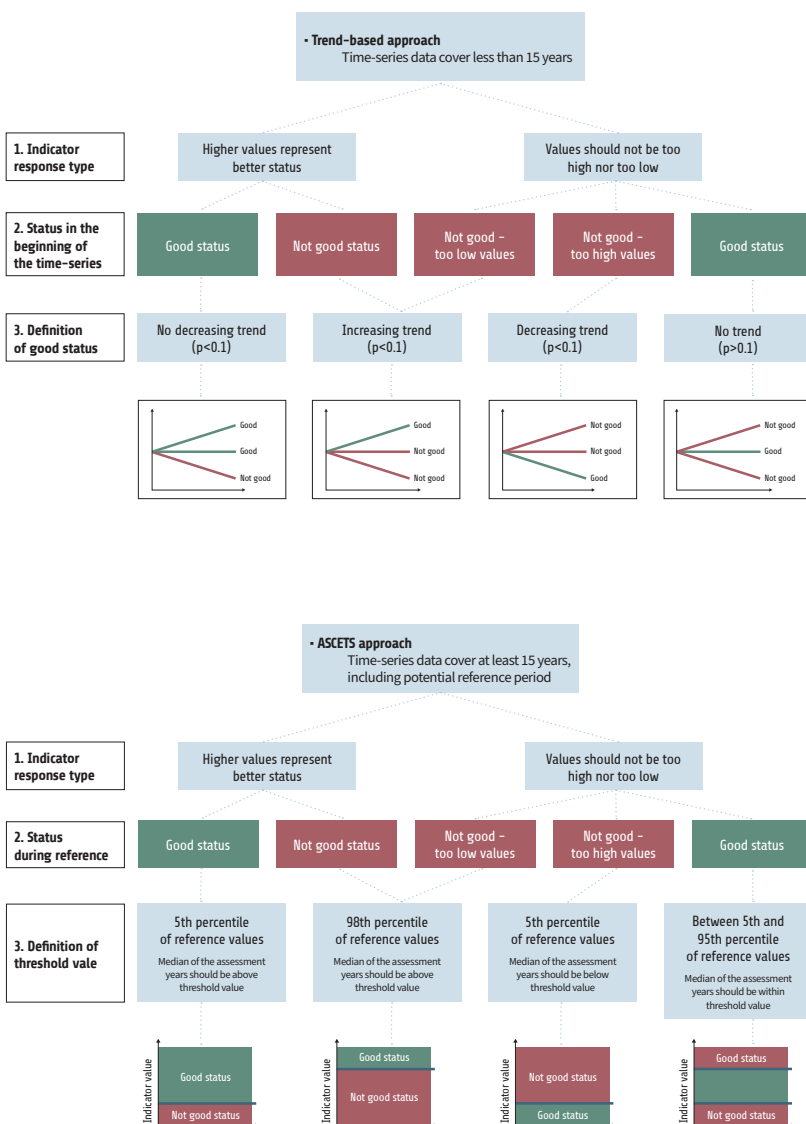 • Trend-based approach
Time-series data cover less than 15 years
1. Indicator
response type
Higher values represent
better status
Values should not be too
high nor too low
2. Status in the
beginning of
the time-series
Good status
Not good status
Not good –
too low values
Not good –
too high values
Good status
3. Definition
of good status
No decreasing trend
(p<0.1)
Increasing trend
(p<0.1)
Decreasing trend
(p<0.1)
No trend
(p>0.1)
Good
Good
Not good
Good
Not good
Not good
Not good
Not good
Good
Not good
Good
Not good
• ASCETS approach
Time-series data cover at least 15 years,
including potential reference period
1. Indicator
response type
Higher values represent
better status
Values should not be too
high nor too low
2. Status
during reference
Good status
Not good status
Not good –
too low values
Not good –
too high values
Good status
3. Definition of
threshold vale
5th percentile
of reference values
Median of the assessment
years should be above
threshold value
98th percentile
of reference values
Median of the assessment
years should be above
threshold value
5th percentile
of reference values
Median of the assessment
years should be below
threshold value
Between 5th and
95th percentile
of reference values
Median of the assessment
years should be within
threshold value
Indicator value
Good status
Not good status
Indicator value
Good status
Not good status
Indicator value
Not good status
Good status
Indicator value
Good status
Not good status